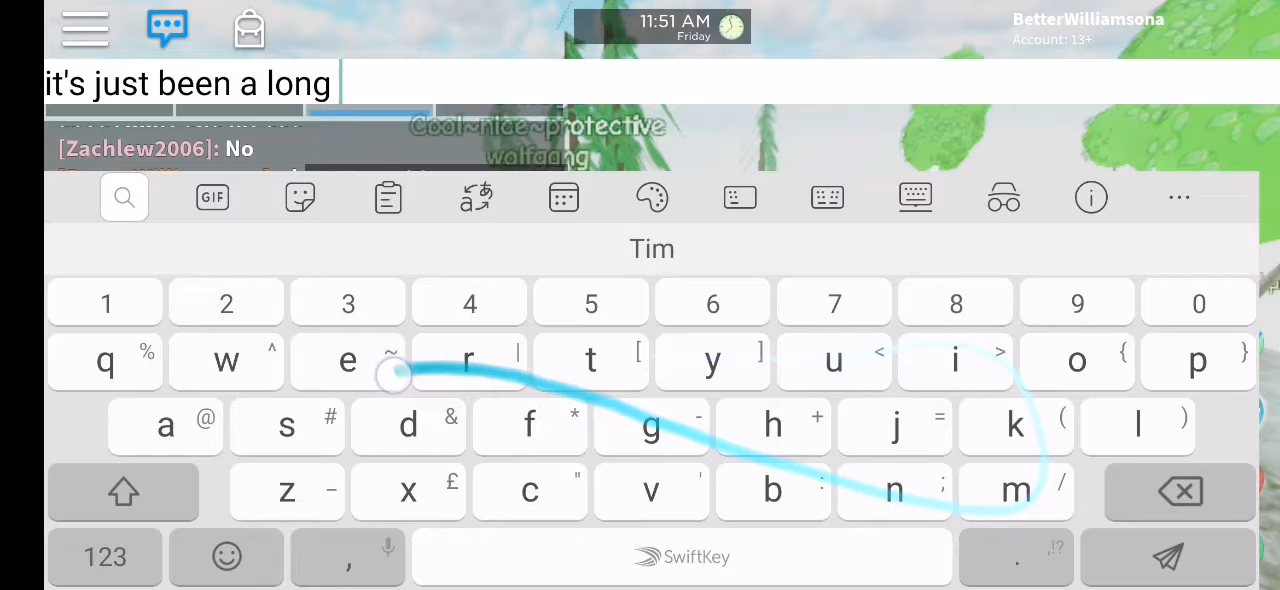 11:51 AM
Friday
BetterWilliamsona
Account: 13+
it's just been a long
Cool~nice~protective
wolfgang
[Zachlew2006]: No
GIF
Tim
1 2 3 4 5 6 7 8 9 0
q % w ^ e ~ r | t [ y ] u < i > o { p }
a @ s # d & f * g - h + j = k ( l )
z _ x £ c " v ' b : n ; m /
123 , SwiftKey . ,!?